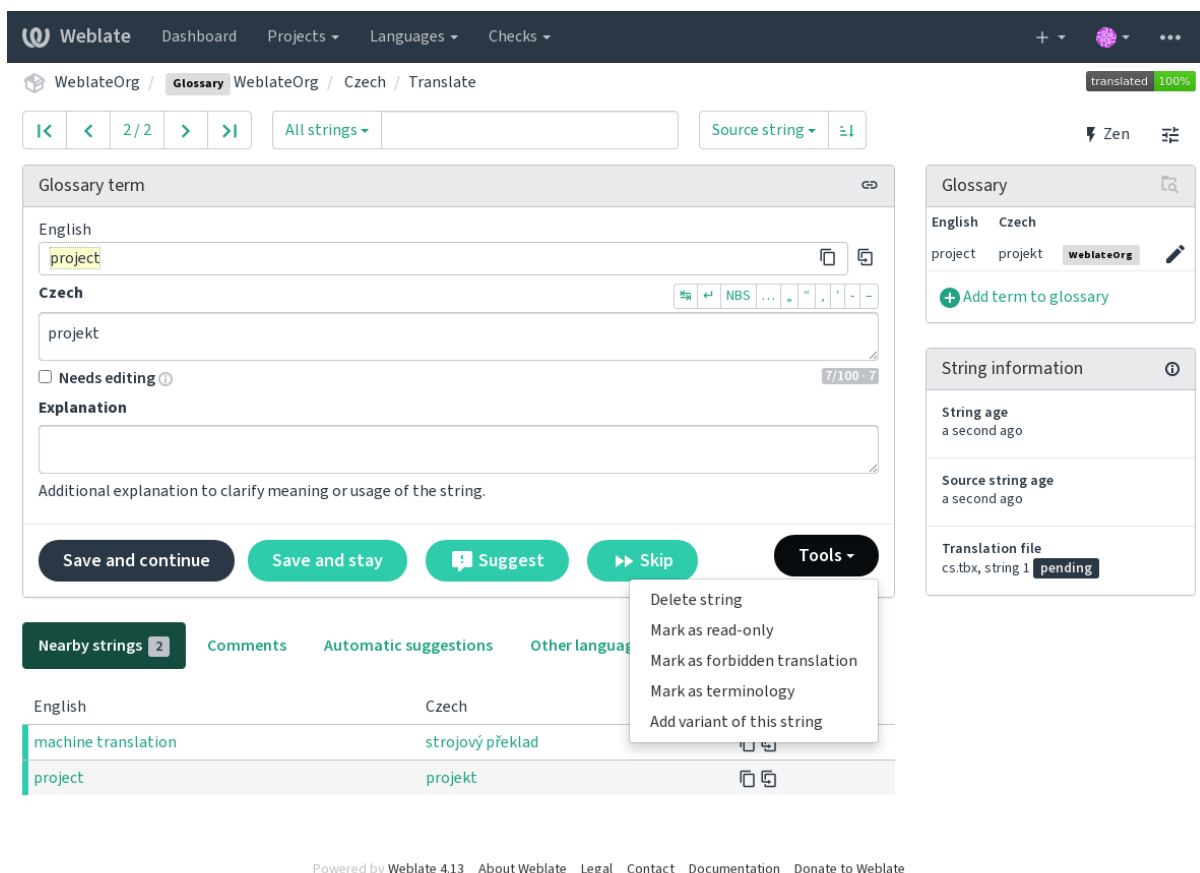 Weblate Dashboard Projects Languages Checks
WeblateOrg / Glossary WeblateOrg / Czech / Translate translated 100%
2 / 2 All strings Source string Zen
Glossary term
English
project
Czech NBS … „ “ ‚ ‘ - –
projekt
Needs editing 7/100 · 7
Explanation
Additional explanation to clarify meaning or usage of the string.
Save and continue Save and stay Suggest Skip Tools
Delete string
Mark as read-only
Mark as forbidden translation
Mark as terminology
Add variant of this string
Nearby strings 2 Comments Automatic suggestions Other
English Czech
machine translation strojový překlad
project projekt
Glossary
English Czech
project projekt WeblateOrg
Add term to glossary
String information
String age
a second ago
Source string age
a second ago
Translation file
cs.tbx, string 1 pending
Powered by Weblate 4.13 About Weblate Legal Contact Documentation Donate to Weblate